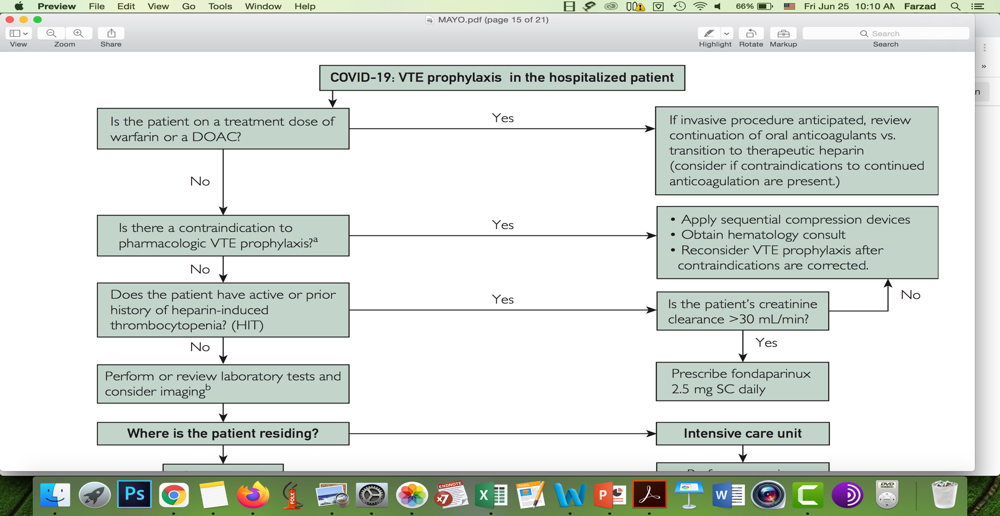 Preview File Edit View Go Tools Window Help
66% Fri Jun 25 10:10 AM Farzad
MAYO.pdf (page 15 of 21)
Search
View Zoom Share Highlight Rotate Markup Search
COVID-19: VTE prophylaxis in the hospitalized patient
Is the patient on a treatment dose of
warfarin or a DOAC?
Yes
If invasive procedure anticipated, review
continuation of oral anticoagulants vs.
transition to therapeutic heparin
(consider if contraindications to continued
anticoagulation are present.)
No
Is there a contraindication to
pharmacologic VTE prophylaxis?a
Yes
• Apply sequential compression devices
• Obtain hematology consult
• Reconsider VTE prophylaxis after
contraindications are corrected.
No
Does the patient have active or prior
history of heparin-induced
thrombocytopenia? (HIT)
Yes
Is the patient's creatinine
clearance >30 mL/min?
No
Yes
Prescribe fondaparinux
2.5 mg SC daily
No
Perform or review laboratory tests and
consider imagingb
Where is the patient residing?
Intensive care unit
Ps
FOLX
ENDNOTE
X7
X
PAGES
W
P
W
DVD
enter